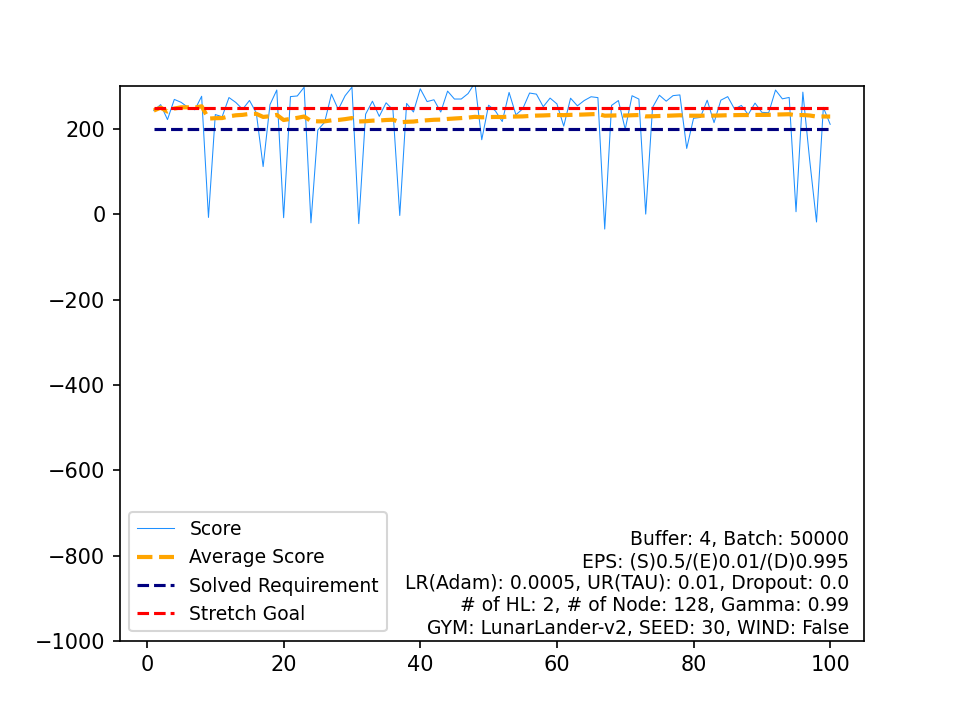 200
0
−200
−400
−600
−800
−1000
0
20
40
60
80
100
Score
Average Score
Solved Requirement
Stretch Goal
Buffer: 4, Batch: 50000
EPS: (S)0.5/(E)0.01/(D)0.995
LR(Adam): 0.0005, UR(TAU): 0.01, Dropout: 0.0
# of HL: 2, # of Node: 128, Gamma: 0.99
GYM: LunarLander-v2, SEED: 30, WIND: False